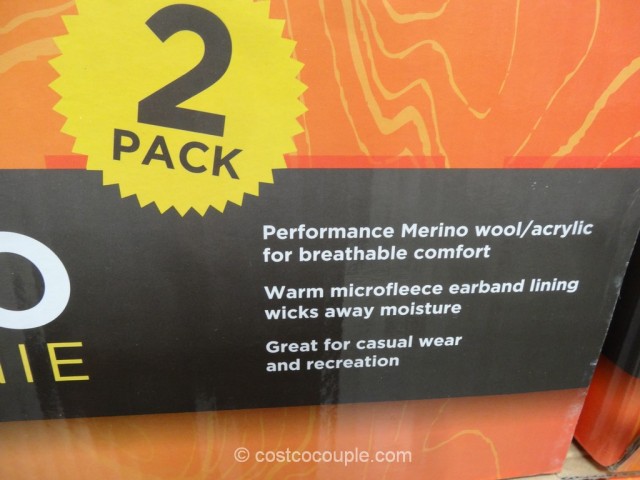 2
PACK
Performance Merino wool/acrylic
for breathable comfort
Warm microfleece earband lining
wicks away moisture
Great for casual wear
and recreation
O
IE
© costcocouple.com